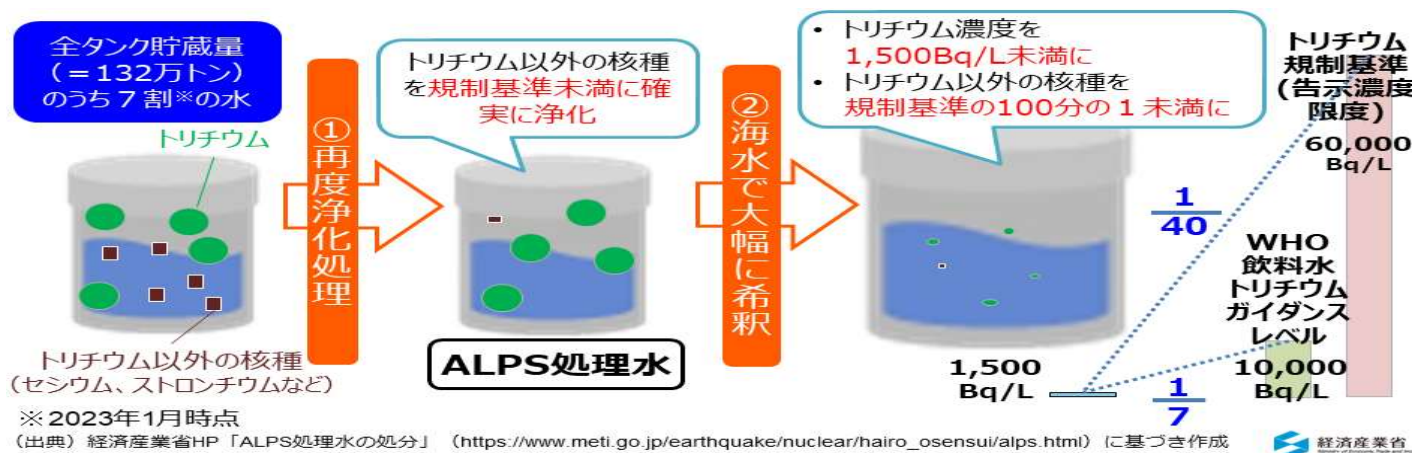 全タンク貯蔵量
（＝132万トン）
のうち７割※の水
トリチウム
トリチウム以外の核種
（セシウム、ストロンチウムなど）
①再度浄化処理
トリチウム以外の核種
を規制基準未満に確
実に浄化
ALPS処理水
②海水で大幅に希釈
• トリチウム濃度を
1,500Bq/L未満に
• トリチウム以外の核種を
規制基準の100分の１未満に
1,500
Bq/L
1
40
1
7
WHO
飲料水
トリチウム
ガイダンス
レベル
10,000
Bq/L
トリチウム
規制基準
(告示濃度
限度)
60,000
Bq/L
※2023年1月時点
（出典）経済産業省HP「ALPS処理水の処分」（https://www.meti.go.jp/earthquake/nuclear/hairo_osensui/alps.html）に基づき作成
経済産業省